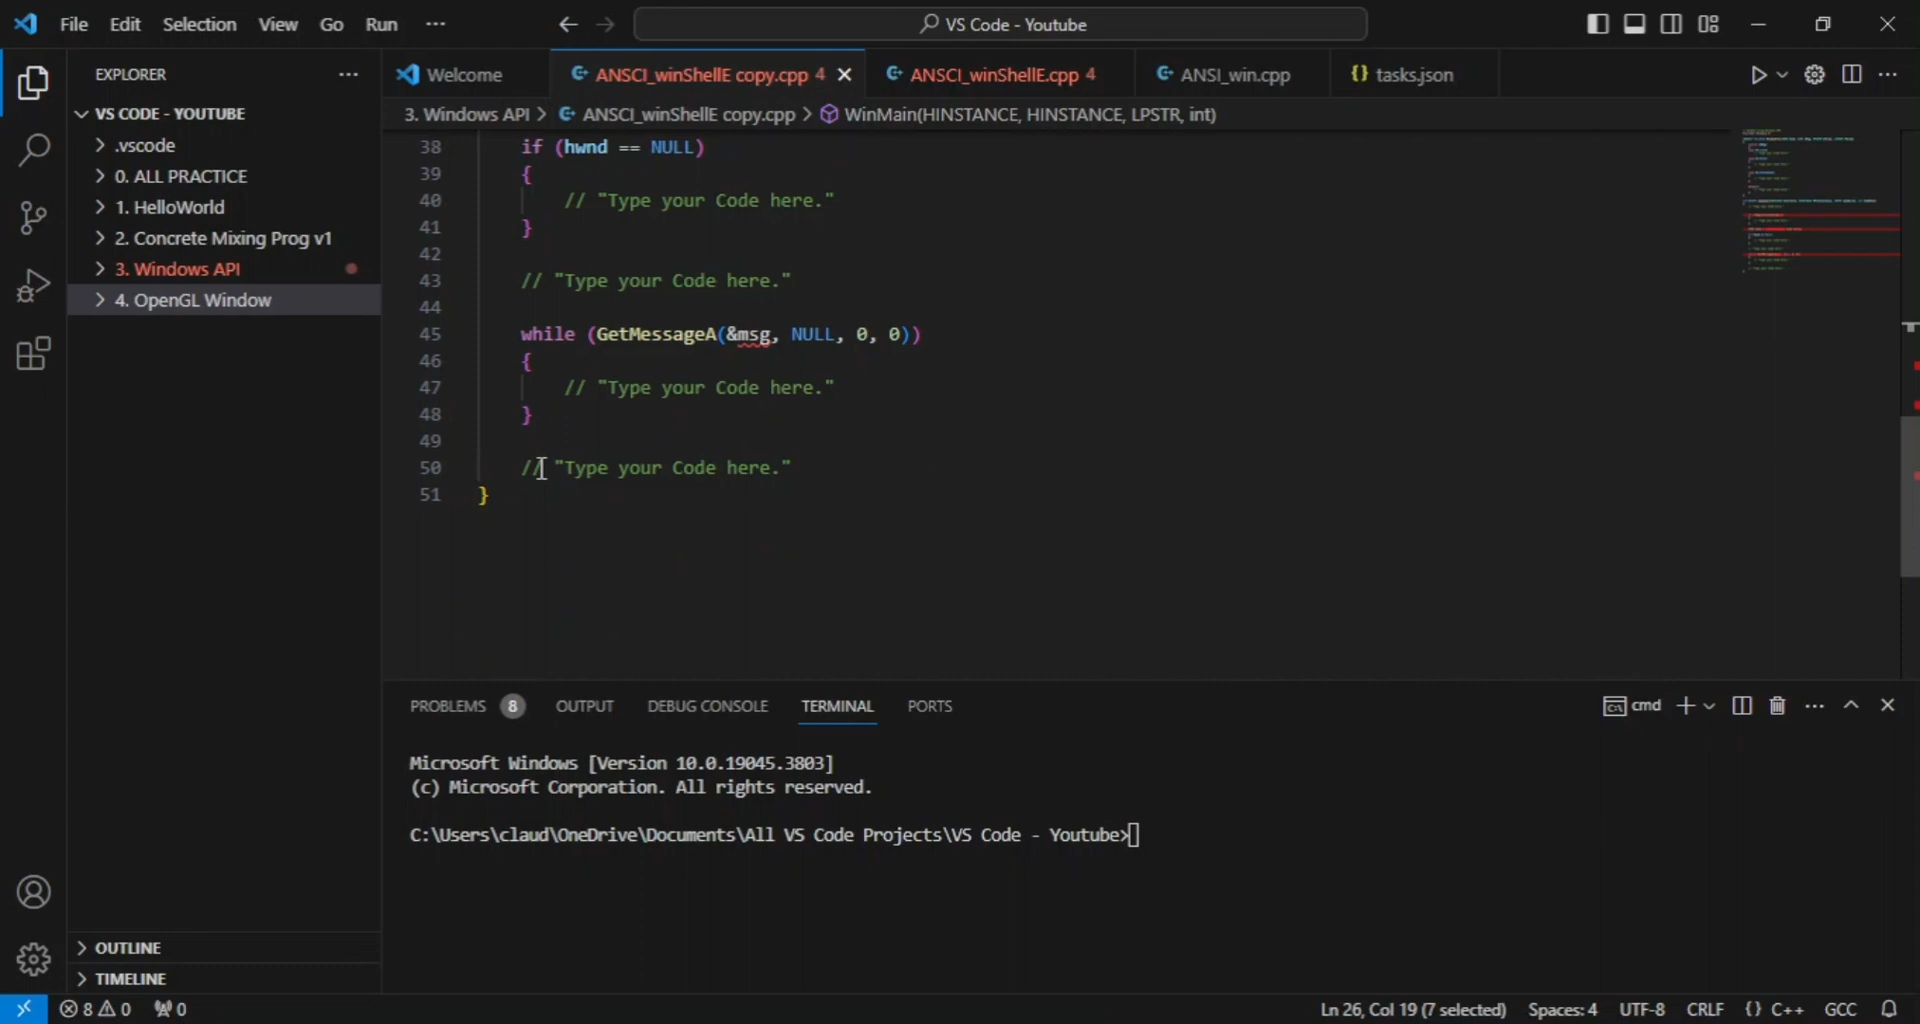 File Edit Selection View Go Run ··· VS Code - Youtube
EXPLORER ···
VS CODE - YOUTUBE
.vscode
0. ALL PRACTICE
1. HelloWorld
2. Concrete Mixing Prog v1
3. Windows API
4. OpenGL Window
OUTLINE
TIMELINE
Welcome ANSCI_winShellE copy.cpp 4 ANSCI_winShellE.cpp 4 ANSI_win.cpp {} tasks.json
3. Windows API > ANSCI_winShellE copy.cpp > WinMain(HINSTANCE, HINSTANCE, LPSTR, int)
38 if (hwnd == NULL)
39 {
40 // "Type your Code here."
41 }
42
43 // "Type your Code here."
44
45 while (GetMessageA(&msg, NULL, 0, 0))
46 {
47 // "Type your Code here."
48 }
49
50 // "Type your Code here."
51 }
PROBLEMS 8 OUTPUT DEBUG CONSOLE TERMINAL PORTS cmd
Microsoft Windows [Version 10.0.19045.3803]
(c) Microsoft Corporation. All rights reserved.
C:\Users\claud\OneDrive\Documents\All VS Code Projects\VS Code - Youtube>
8 0 0 Ln 26, Col 19 (7 selected) Spaces: 4 UTF-8 CRLF {} C++ GCC